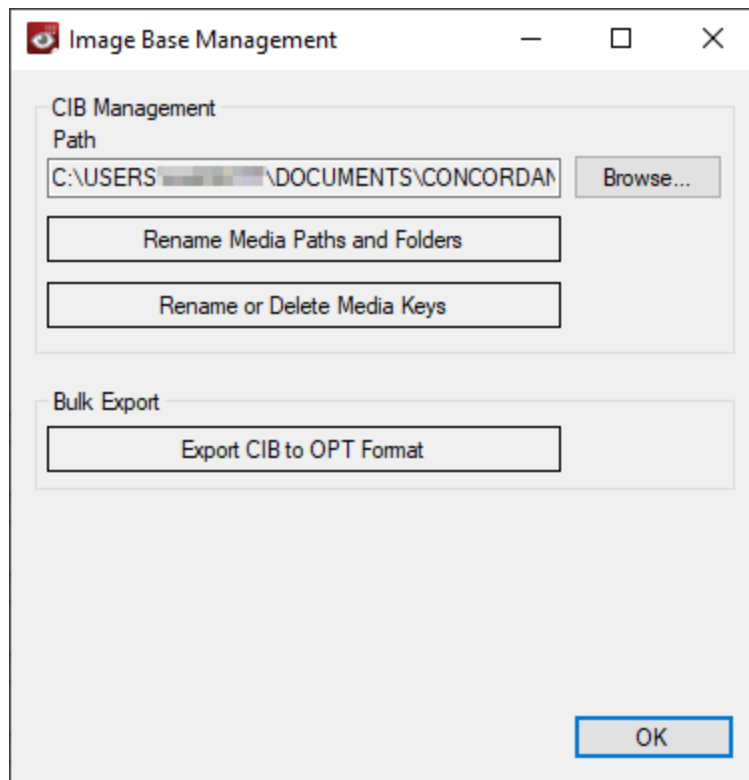 Image Base Management
CIB Management
Path
C:\USERS \DOCUMENTS\CONCORDAN
Browse...
Rename Media Paths and Folders
Rename or Delete Media Keys
Bulk Export
Export CIB to OPT Format
OK